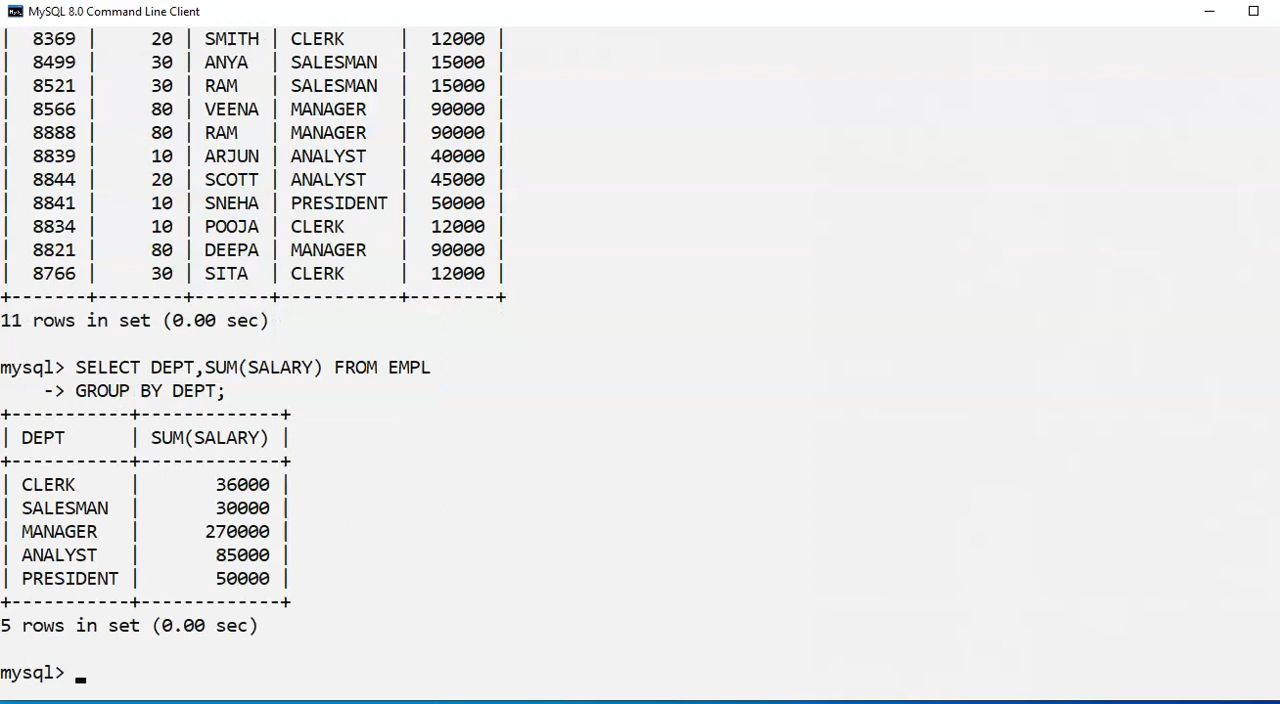 MySQL 8.0 Command Line Client
|  8369 |     20 | SMITH | CLERK     |  12000 |
|  8499 |     30 | ANYA  | SALESMAN  |  15000 |
|  8521 |     30 | RAM   | SALESMAN  |  15000 |
|  8566 |     80 | VEENA | MANAGER   |  90000 |
|  8888 |     80 | RAM   | MANAGER   |  90000 |
|  8839 |     10 | ARJUN | ANALYST   |  40000 |
|  8844 |     20 | SCOTT | ANALYST   |  45000 |
|  8841 |     10 | SNEHA | PRESIDENT |  50000 |
|  8834 |     10 | POOJA | CLERK     |  12000 |
|  8821 |     80 | DEEPA | MANAGER   |  90000 |
|  8766 |     30 | SITA  | CLERK     |  12000 |
+-------+--------+-------+-----------+--------+
11 rows in set (0.00 sec)
mysql> SELECT DEPT,SUM(SALARY) FROM EMPL
    -> GROUP BY DEPT;
+-----------+-------------+
| DEPT      | SUM(SALARY) |
+-----------+-------------+
| CLERK     |       36000 |
| SALESMAN  |       30000 |
| MANAGER   |      270000 |
| ANALYST   |       85000 |
| PRESIDENT |       50000 |
+-----------+-------------+
5 rows in set (0.00 sec)
mysql> _